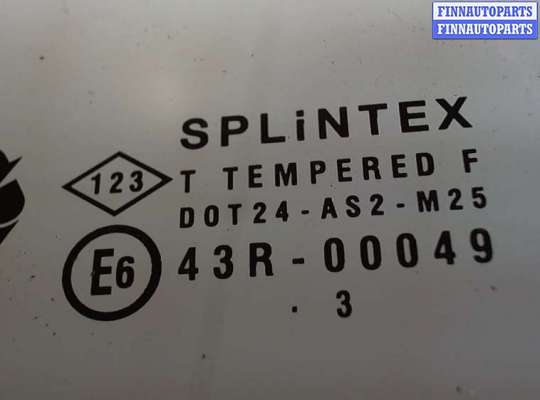 FINNAUTOPARTS
FINNAUTOPARTS
SPLiNTEX
123 T TEMPERED F
DOT24-AS2-M25
E6 43R-00049
. 3